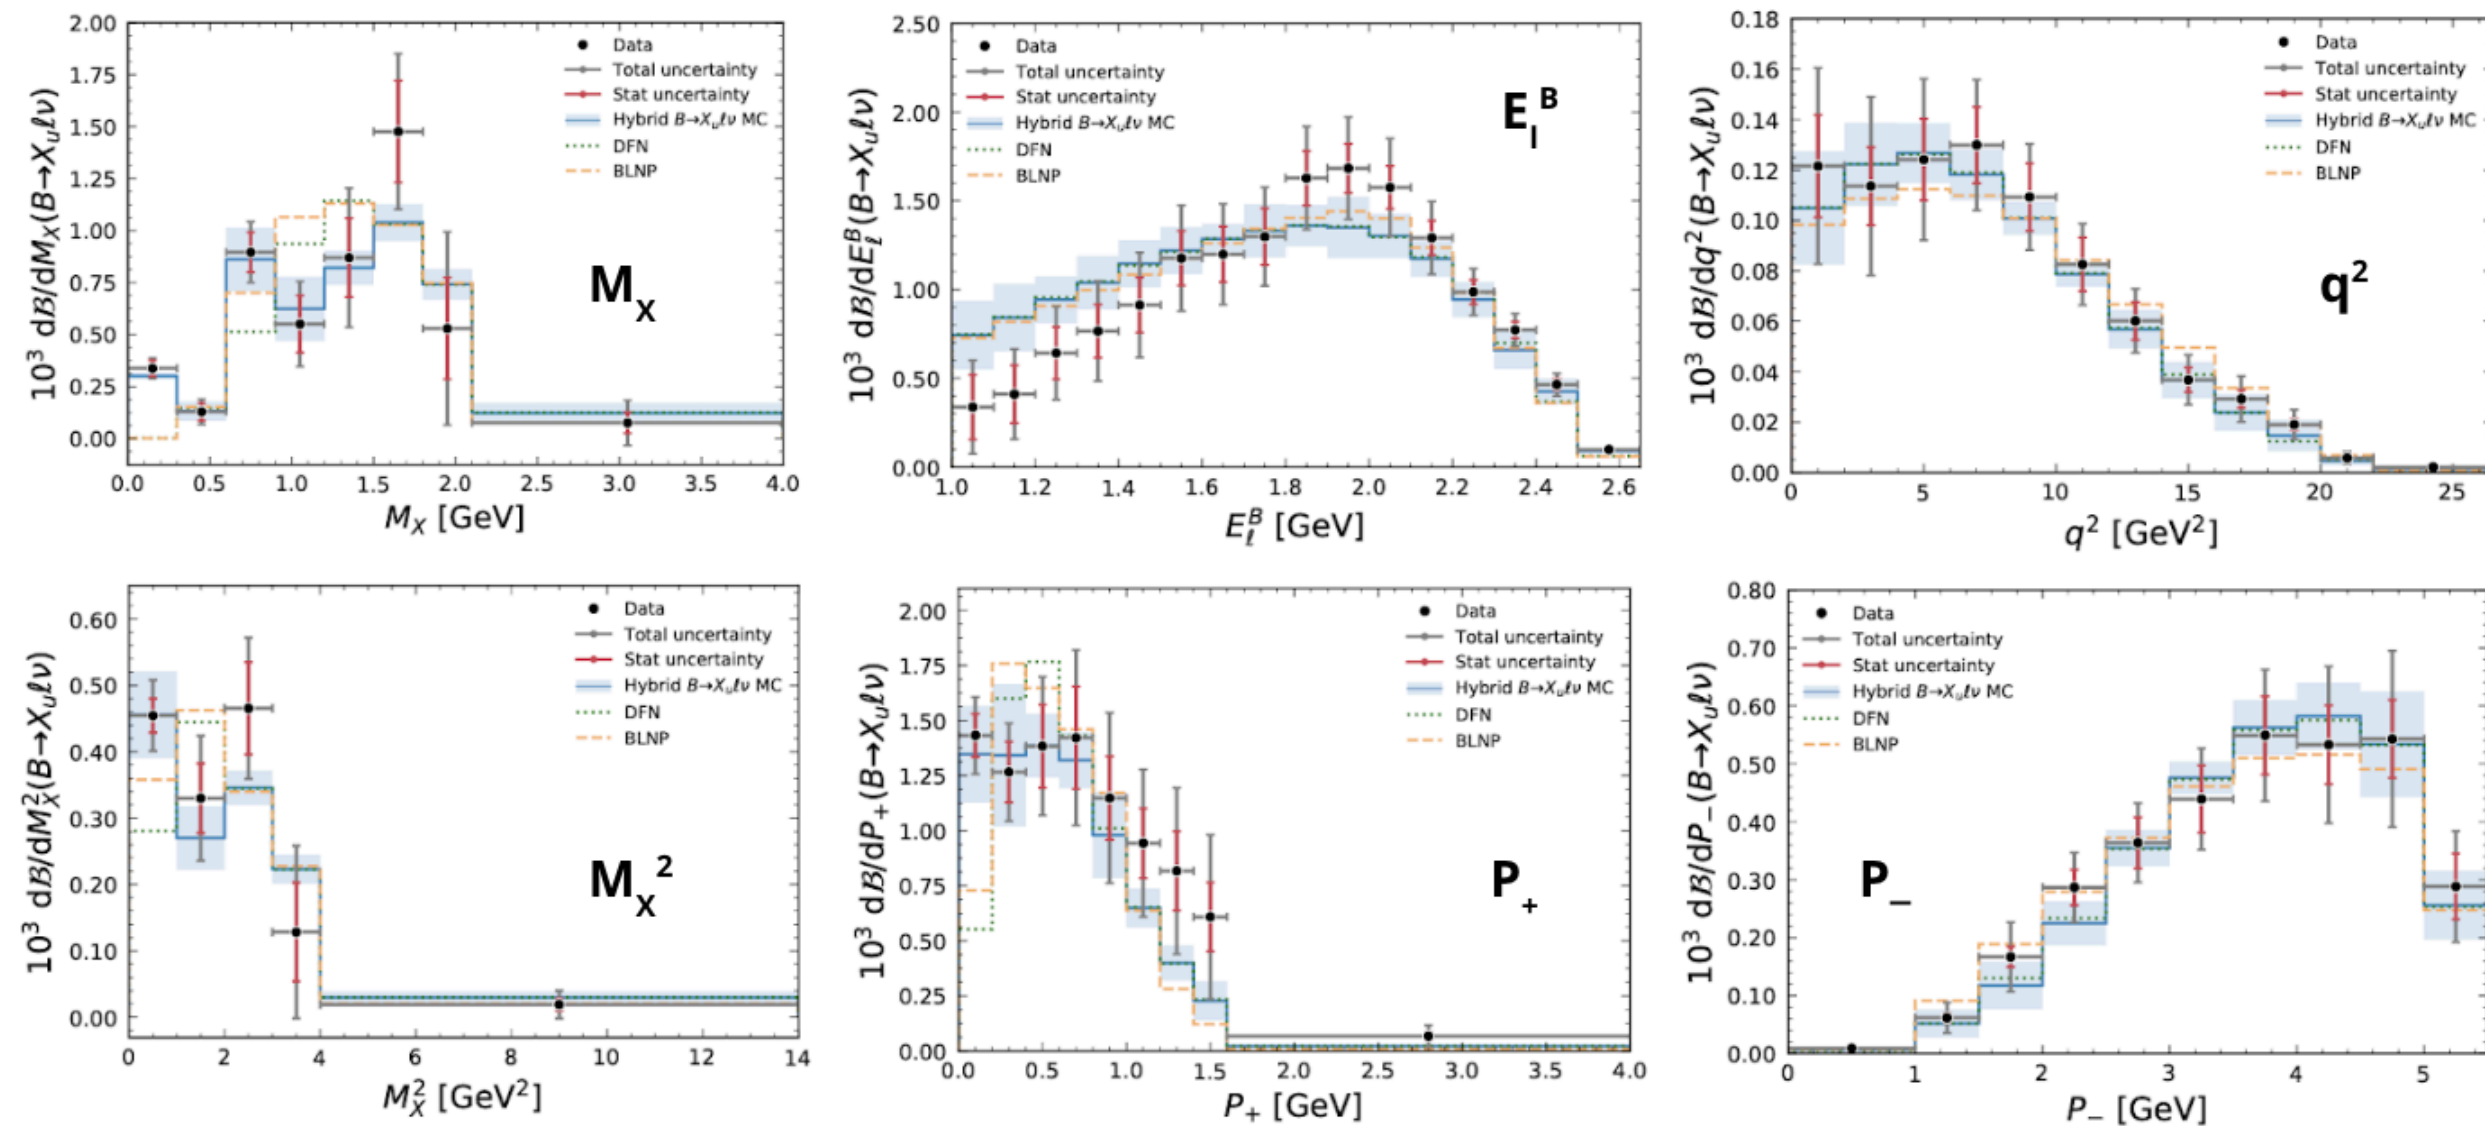 2.00
1.75
1.50
1.25
1.00
0.75
0.50
0.25
0.00
10³ dℬ/dM_X(B→X_uℓν)
Data
Total uncertainty
Stat uncertainty
Hybrid B→X_uℓν MC
DFN
BLNP
M_X
0.0 0.5 1.0 1.5 2.0 2.5 3.0 3.5 4.0
M_X [GeV]
2.50
2.00
1.50
1.00
0.50
0.00
10³ dℬ/dE_ℓ^B(B→X_uℓν)
Data
Total uncertainty
Stat uncertainty
Hybrid B→X_uℓν MC
DFN
BLNP
E_l^B
1.0 1.2 1.4 1.6 1.8 2.0 2.2 2.4 2.6
E_ℓ^B [GeV]
0.18
0.16
0.14
0.12
0.10
0.08
0.06
0.04
0.02
0.00
10³ dℬ/dq²(B→X_uℓν)
Data
Total uncertainty
Stat uncertainty
Hybrid B→X_uℓν MC
DFN
BLNP
q²
0 5 10 15 20 25
q² [GeV²]
0.60
0.50
0.40
0.30
0.20
0.10
0.00
10³ dℬ/dM_X²(B→X_uℓν)
Data
Total uncertainty
Stat uncertainty
Hybrid B→X_uℓν MC
DFN
BLNP
M_X²
0 2 4 6 8 10 12 14
M_X² [GeV²]
2.00
1.75
1.50
1.25
1.00
0.75
0.50
0.25
0.00
10³ dℬ/dP₊(B→X_uℓν)
Data
Total uncertainty
Stat uncertainty
Hybrid B→X_uℓν MC
DFN
BLNP
P₊
0.0 0.5 1.0 1.5 2.0 2.5 3.0 3.5 4.0
P₊ [GeV]
0.80
0.70
0.60
0.50
0.40
0.30
0.20
0.10
0.00
10³ dℬ/dP₋(B→X_uℓν)
Data
Total uncertainty
Stat uncertainty
Hybrid B→X_uℓν MC
DFN
BLNP
P₋
0 1 2 3 4 5
P₋ [GeV]